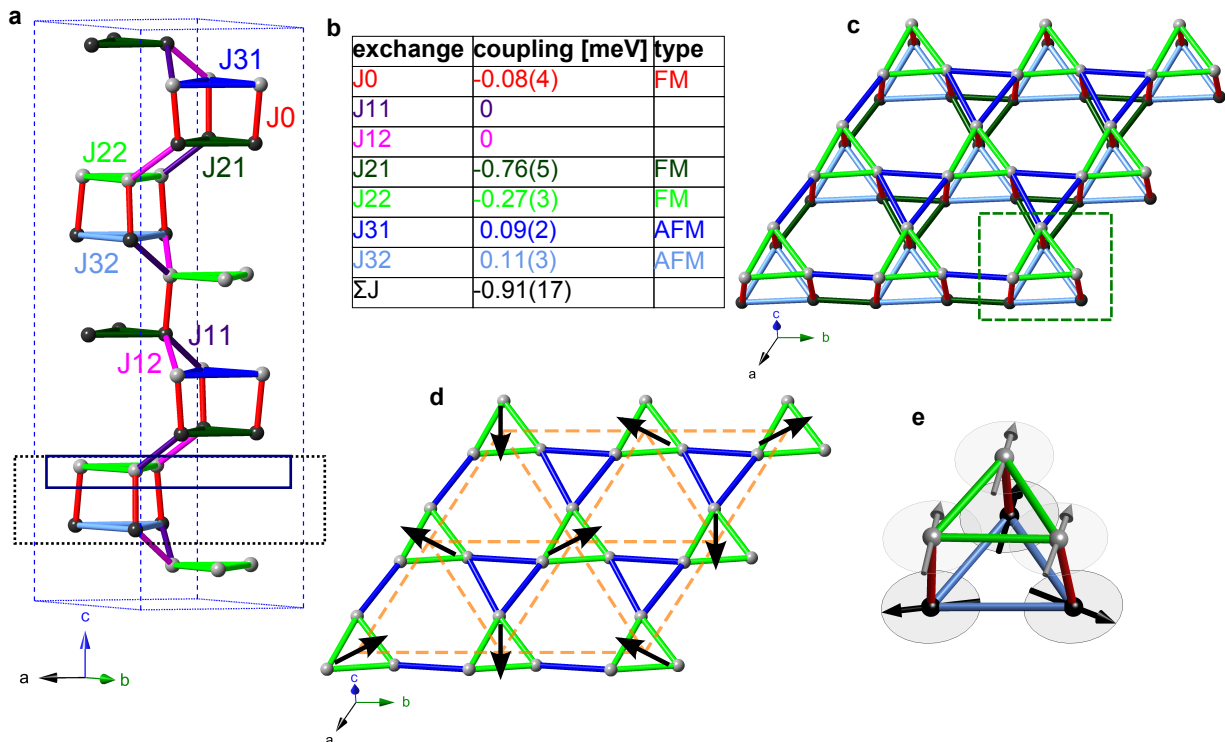 a
J31
J0
J22
J21
J32
J11
J12
c
a
b
b
exchange coupling [meV] type
J0 -0.08(4) FM
J11 0
J12 0
J21 -0.76(5) FM
J22 -0.27(3) FM
J31 0.09(2) AFM
J32 0.11(3) AFM
ΣJ -0.91(17)
c
c
b
a
d
c
b
a
e